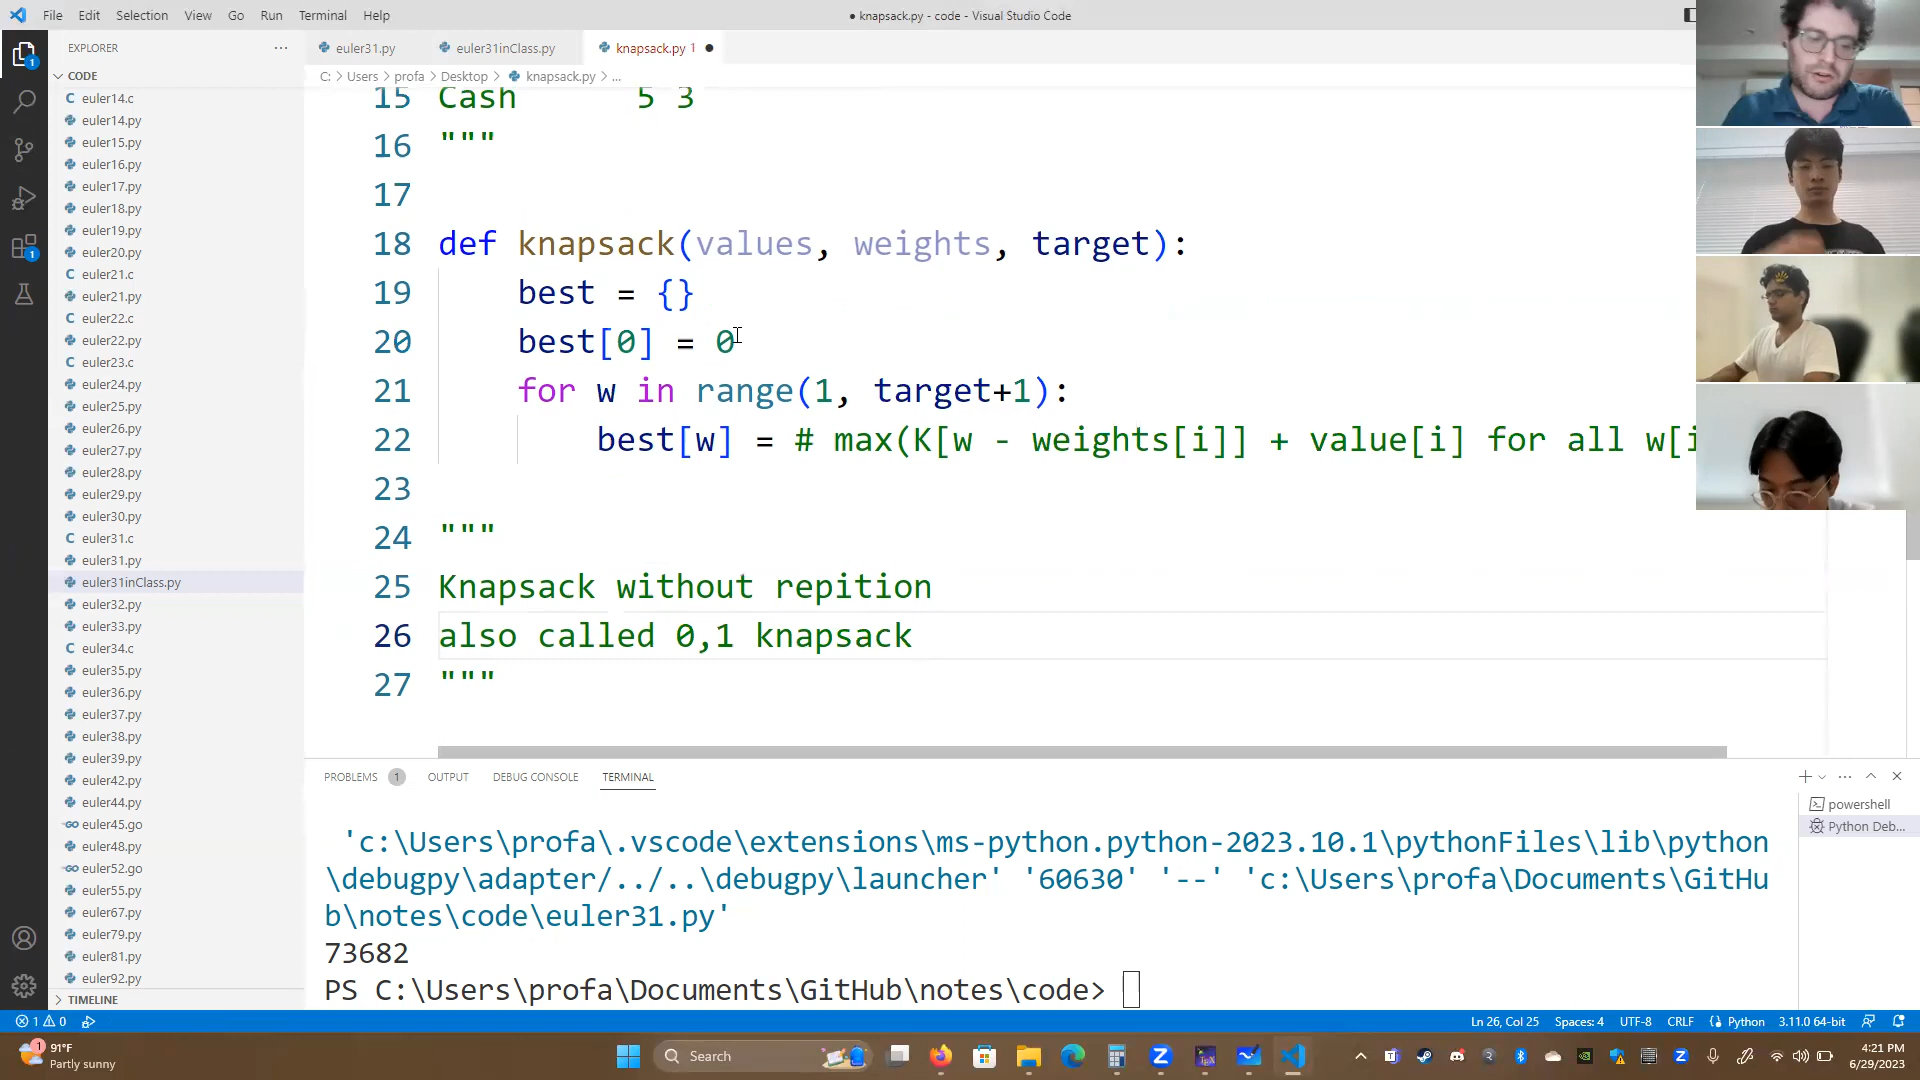 File Edit Selection View Go Run Terminal Help
● knapsack.py - code - Visual Studio Code
EXPLORER ···
euler31.py euler31inClass.py knapsack.py 1 ●
CODE
C: > Users > profa > Desktop > knapsack.py > ...
C euler14.c
euler14.py
euler15.py
euler16.py
euler17.py
euler18.py
euler19.py
euler20.py
C euler21.c
euler21.py
C euler22.c
euler22.py
C euler23.c
euler24.py
euler25.py
euler26.py
euler27.py
euler28.py
euler29.py
euler30.py
C euler31.c
euler31.py
euler31inClass.py
euler32.py
euler33.py
C euler34.c
euler35.py
euler36.py
euler37.py
euler38.py
euler39.py
euler42.py
euler44.py
euler45.go
euler48.py
euler52.go
euler55.py
euler67.py
euler79.py
euler81.py
euler92.py
TIMELINE
15 Cash 5 3
16 """
17
18 def knapsack(values, weights, target):
19 best = {}
20 best[0] = 0
21 for w in range(1, target+1):
22 best[w] = # max(K[w - weights[i]] + value[i] for all w[i
23
24 """
25 Knapsack without repition
26 also called 0,1 knapsack
27 """
PROBLEMS 1 OUTPUT DEBUG CONSOLE TERMINAL
powershell
Python Deb...
'c:\Users\profa\.vscode\extensions\ms-python.python-2023.10.1\pythonFiles\lib\python
\debugpy\adapter/../..\debugpy\launcher' '60630' '--' 'c:\Users\profa\Documents\GitHu
b\notes\code\euler31.py'
73682
PS C:\Users\profa\Documents\GitHub\notes\code>
1 0 Ln 26, Col 25 Spaces: 4 UTF-8 CRLF Python 3.11.0 64-bit
1 91°F
Partly sunny
Search
4:21 PM
6/29/2023